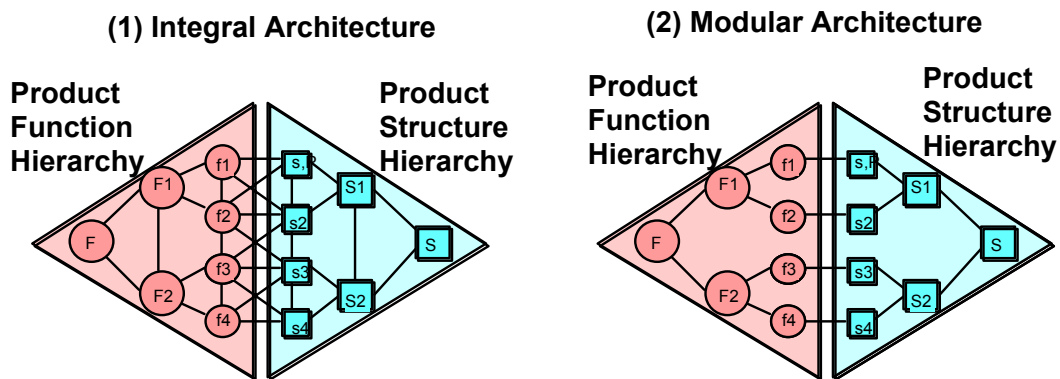 (1) Integral Architecture
Product
Function
Hierarchy
Product
Structure
Hierarchy
F
F1
F2
f1
f2
f3
f4
s2
s3
s4
S1
S2
S
(2) Modular Architecture
Product
Function
Hierarchy
Product
Structure
Hierarchy
F
F1
F2
f1
f2
f3
f4
s2
s3
s4
S1
S2
S